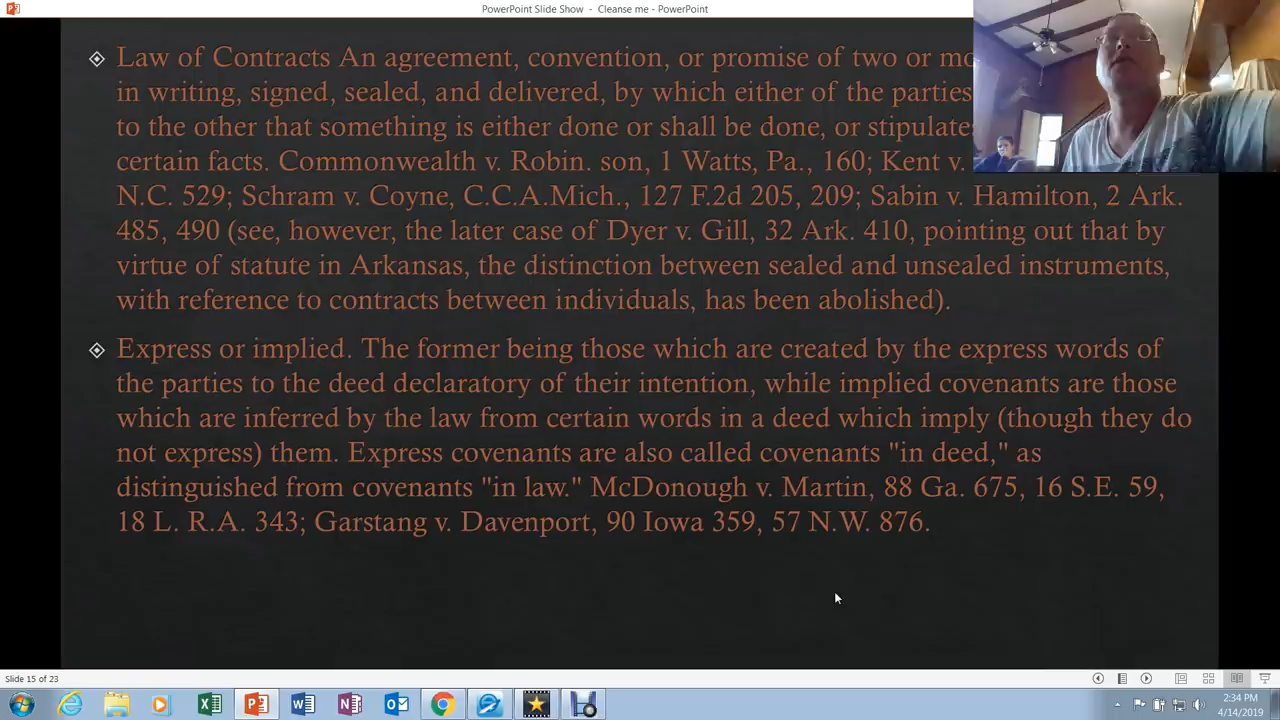 PowerPoint Slide Show - Cleanse me - PowerPoint
Law of Contracts An agreement, convention, or promise of two or
in writing, signed, sealed, and delivered, by which either of the parties
to the other that something is either done or shall be done, or
certain facts. Commonwealth v. Robin. son, 1 Watts, Pa., 160; Kent v.
N.C. 529; Schram v. Coyne, C.C.A.Mich., 127 F.2d 205, 209; Sabin v. Hamilton, 2 Ark.
485, 490 (see, however, the later case of Dyer v. Gill, 32 Ark. 410, pointing out that by
virtue of statute in Arkansas, the distinction between sealed and unsealed instruments,
with reference to contracts between individuals, has been abolished).
Express or implied. The former being those which are created by the express words of
the parties to the deed declaratory of their intention, while implied covenants are those
which are inferred by the law from certain words in a deed which imply (though they do
not express) them. Express covenants are also called covenants "in deed," as
distinguished from covenants "in law." McDonough v. Martin, 88 Ga. 675, 16 S.E. 59,
18 L. R.A. 343; Garstang v. Davenport, 90 Iowa 359, 57 N.W. 876.
Slide 15 of 23
2:34 PM
4/14/2019